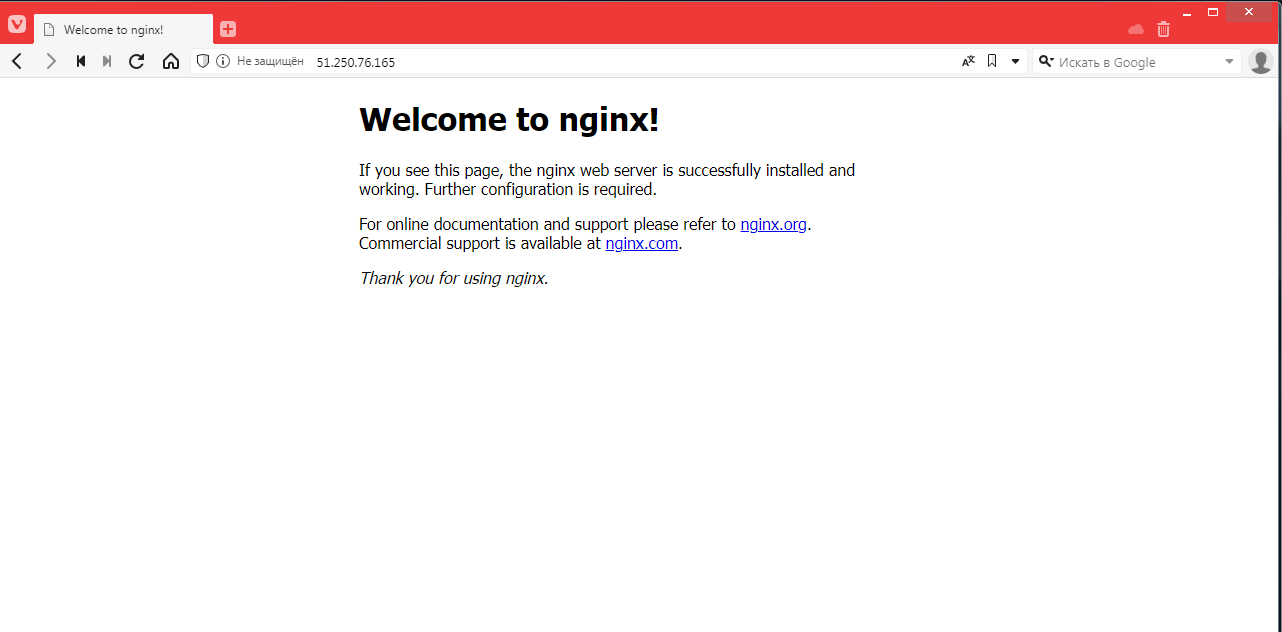 Welcome to nginx!
Не защищён
51.250.76.165
Искать в Google
Welcome to nginx!
If you see this page, the nginx web server is successfully installed and
working. Further configuration is required.
For online documentation and support please refer to nginx.org.
Commercial support is available at nginx.com.
Thank you for using nginx.